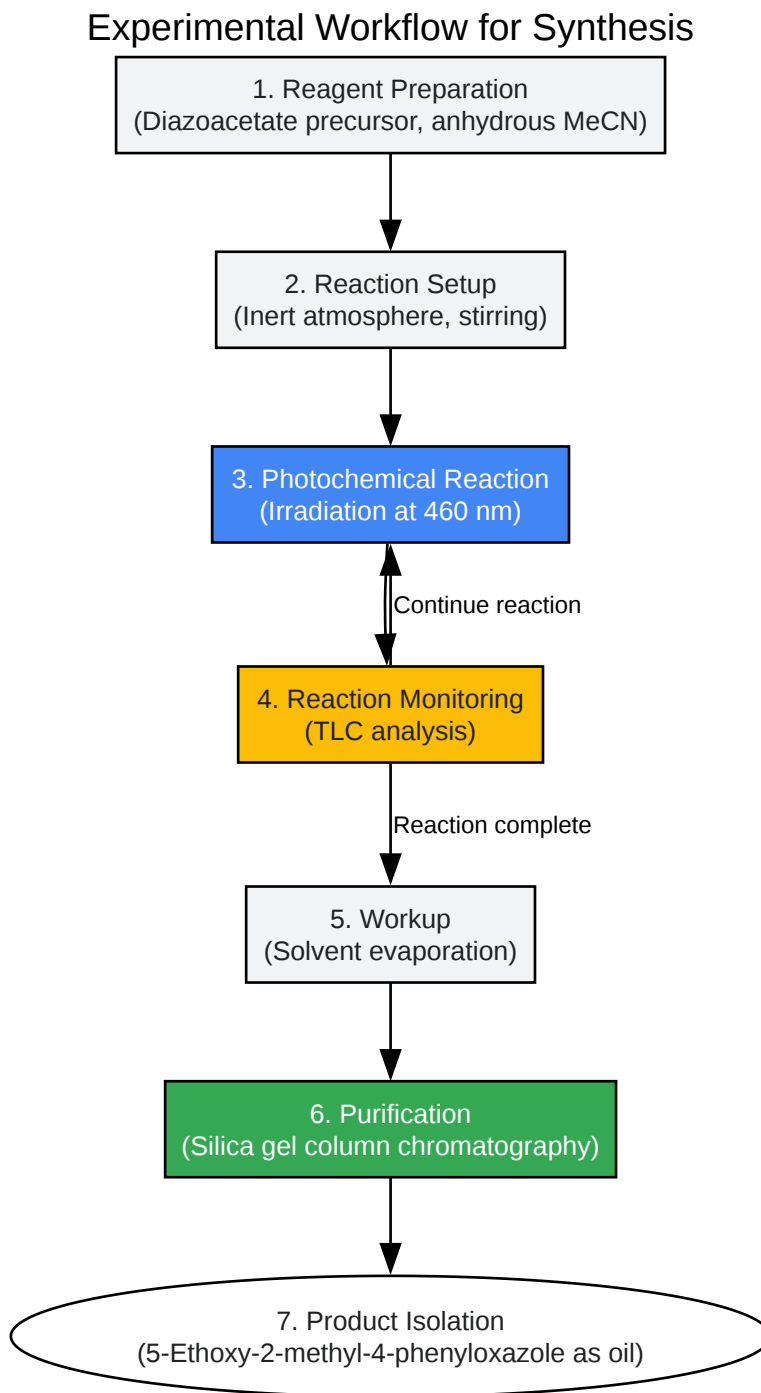 Experimental Workflow for Synthesis
1. Reagent Preparation
(Diazoacetate precursor, anhydrous MeCN)
2. Reaction Setup
(Inert atmosphere, stirring)
3. Photochemical Reaction
(Irradiation at 460 nm)
Continue reaction
4. Reaction Monitoring
(TLC analysis)
Reaction complete
5. Workup
(Solvent evaporation)
6. Purification
(Silica gel column chromatography)
7. Product Isolation
(5-Ethoxy-2-methyl-4-phenyloxazole as oil)